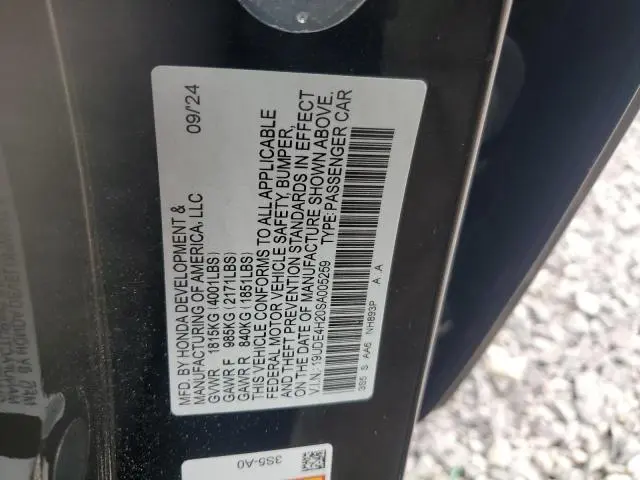 MFD. BY HONDA DEVELOPMENT &
MANUFACTURING OF AMERICA, LLC 09/'24
GVWR 1815KG (4001LBS)
GAWR F 985KG (2171LBS)
GAWR R 840KG (1851LBS)
THIS VEHICLE CONFORMS TO ALL APPLICABLE
FEDERAL MOTOR VEHICLE SAFETY, BUMPER,
AND THEFT PREVENTION STANDARDS IN EFFECT
ON THE DATE OF MANUFACTURE SHOWN ABOVE.
V.I.N.:19UDE4H20SA005259 TYPE:PASSENGER CAR
3S5 S AA6 NH893P A .A
3S5-A0